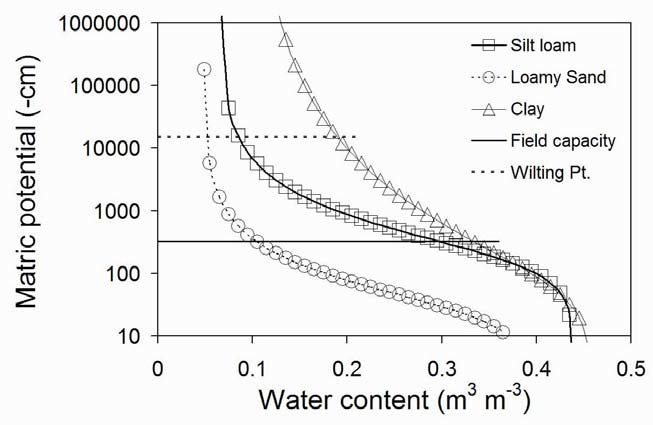 Matric potential (-cm)
1000000
100000
10000
1000
100
10
0
0.1
0.2
0.3
0.4
0.5
Water content (m³ m⁻³)
Silt loam
Loamy Sand
Clay
Field capacity
Wilting Pt.